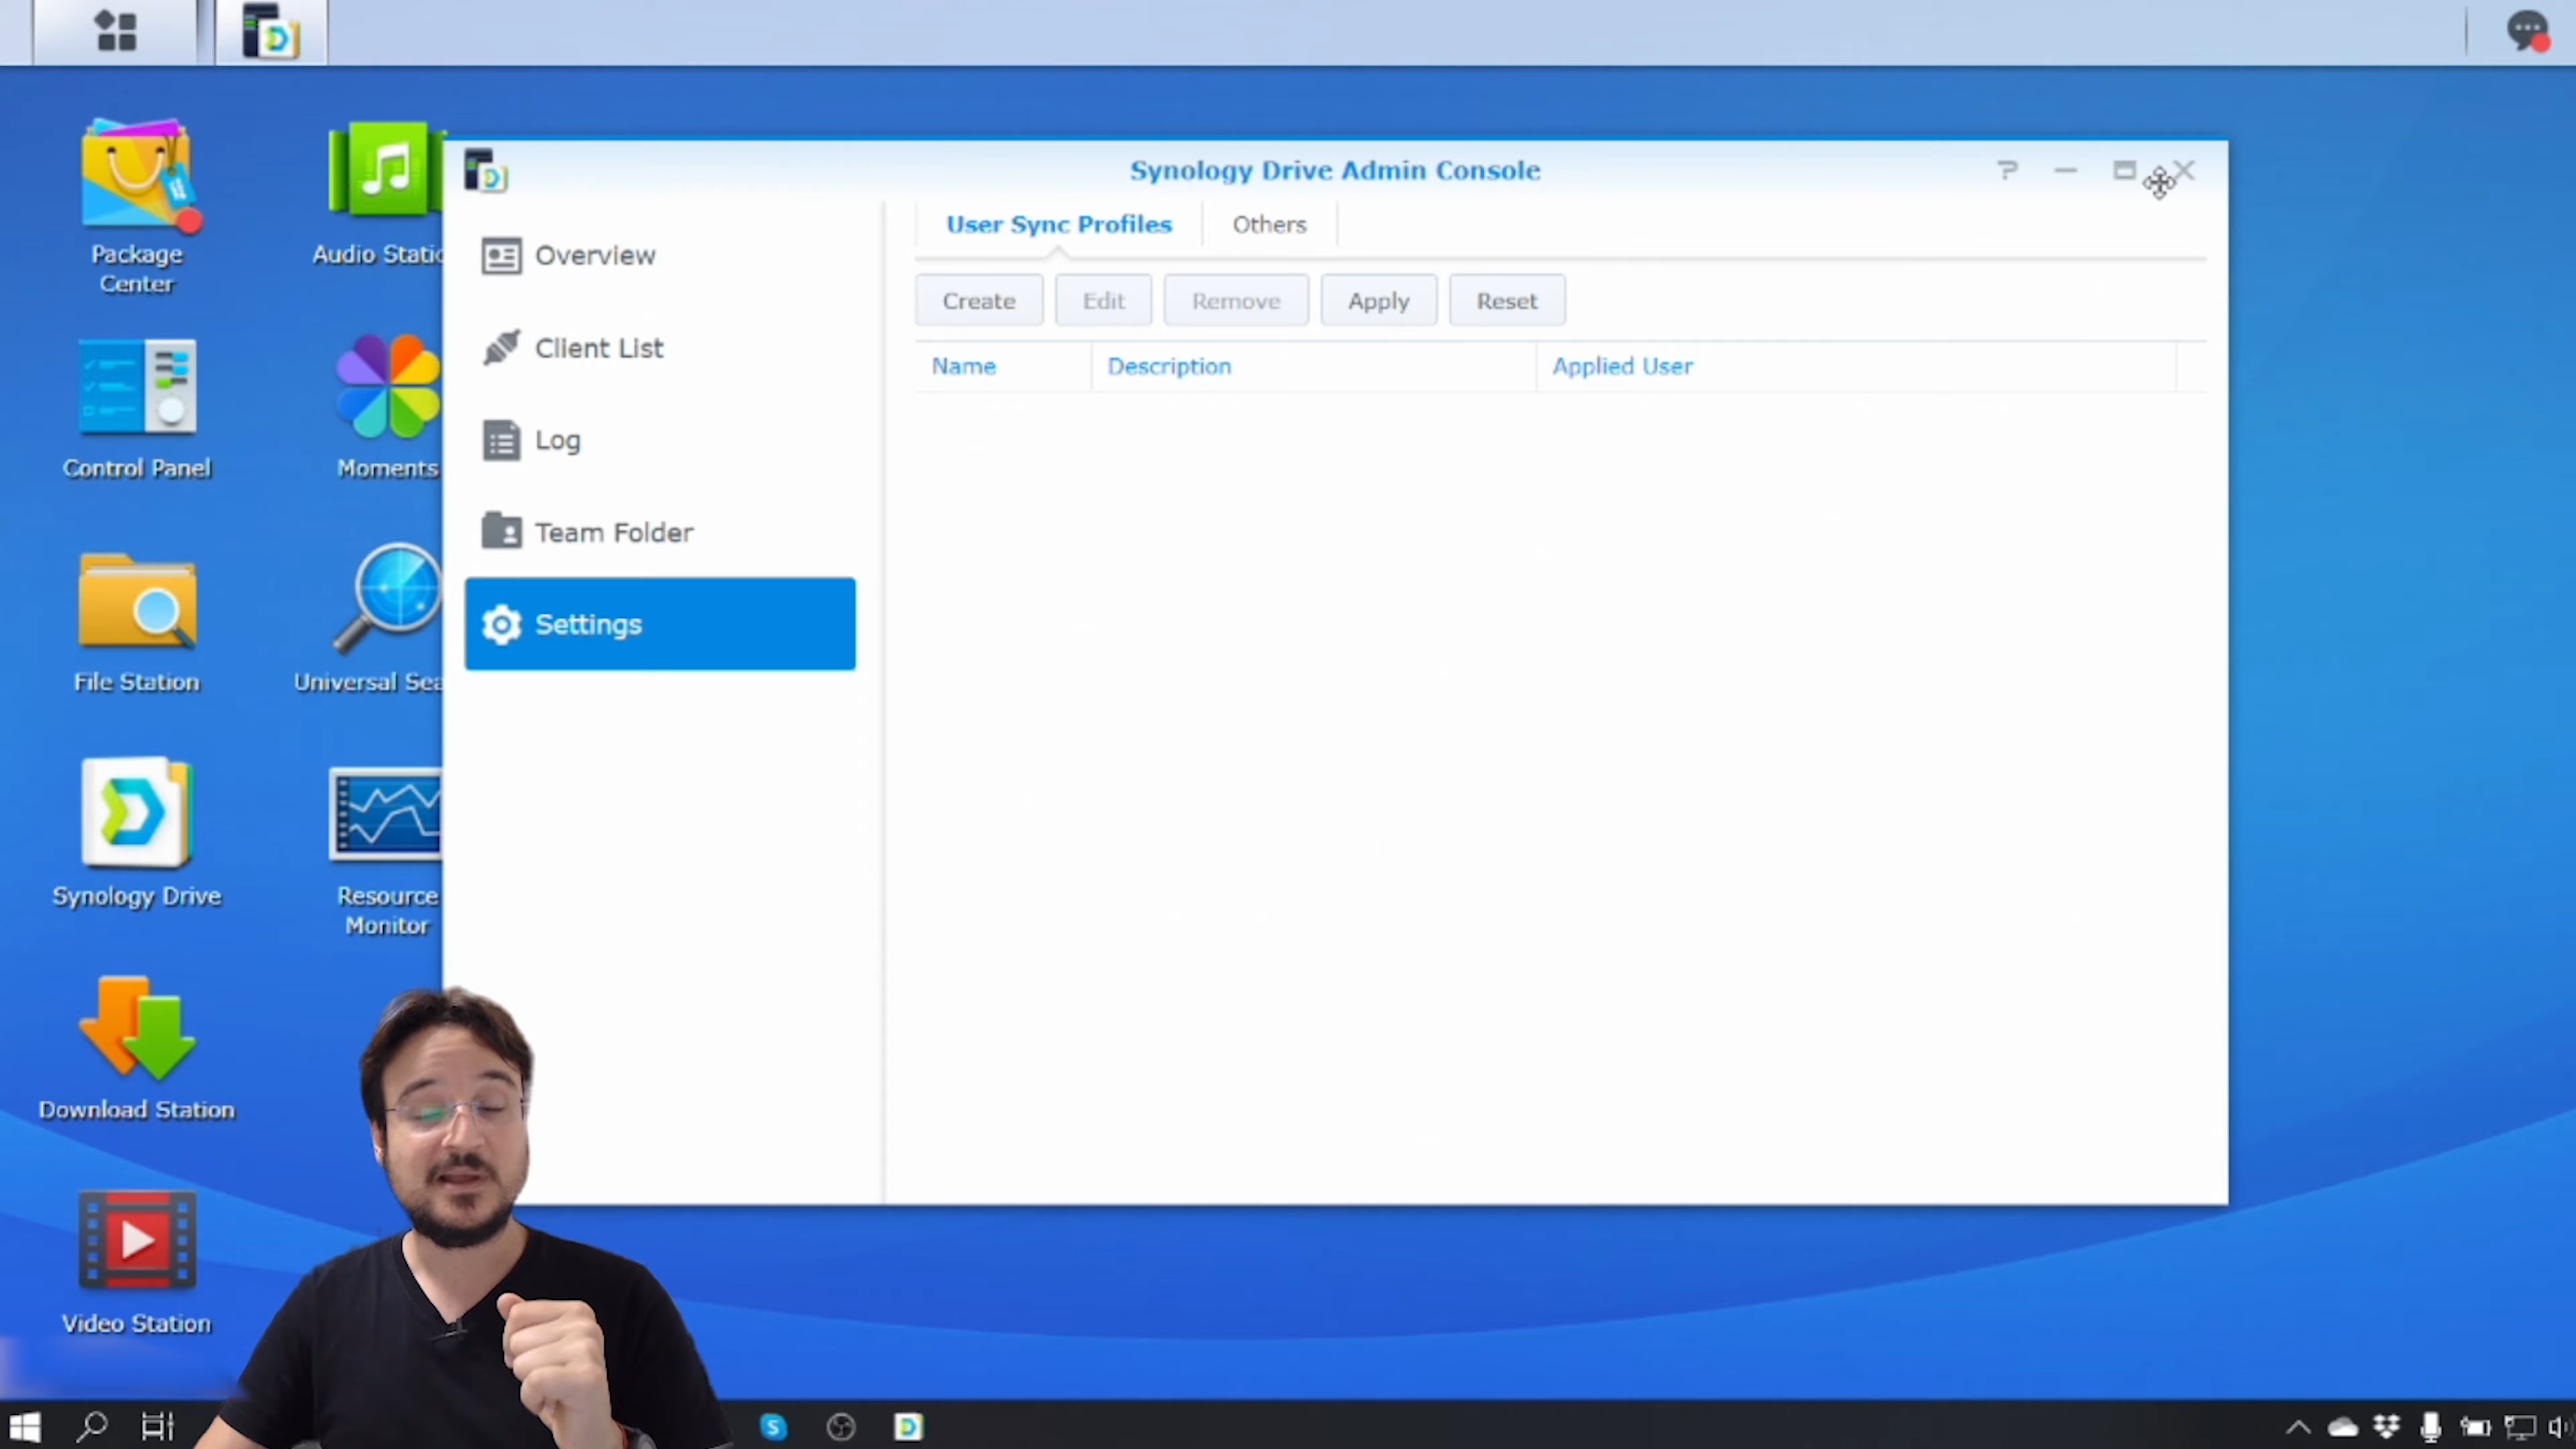 Synology Drive Admin Console
Package
Center
Audio Statio
Control Panel
Moments
File Station
Universal Sea
Synology Drive
Resource
Monitor
Download Station
Video Station
Overview
Client List
Log
Team Folder
Settings
User Sync Profiles
Others
Create
Edit
Remove
Apply
Reset
Name
Description
Applied User